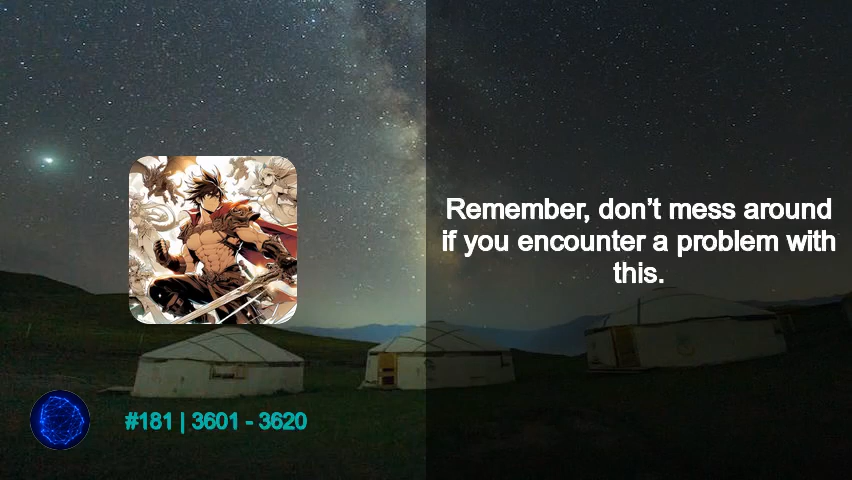 Remember, don’t mess around
if you encounter a problem with
this.
#181 | 3601 - 3620